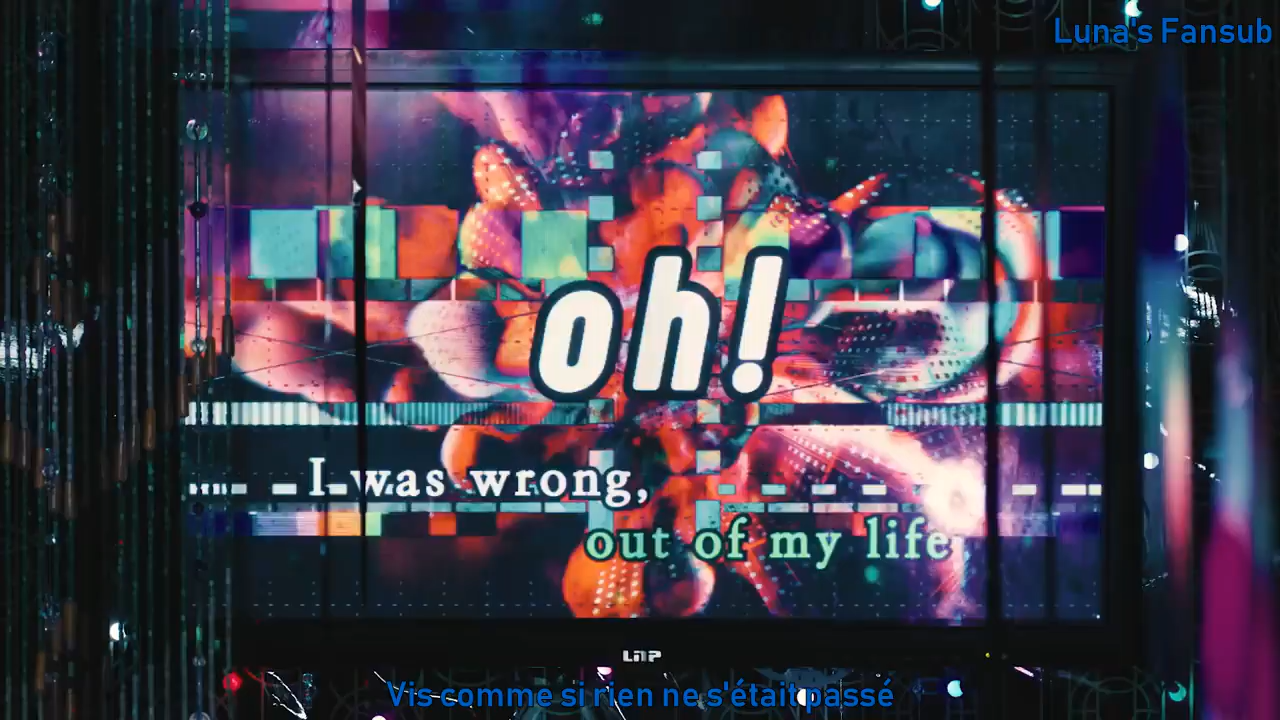 Luna's Fansub
oh!
I was wrong,
out of my life
Vis comme si rien ne s'était passé